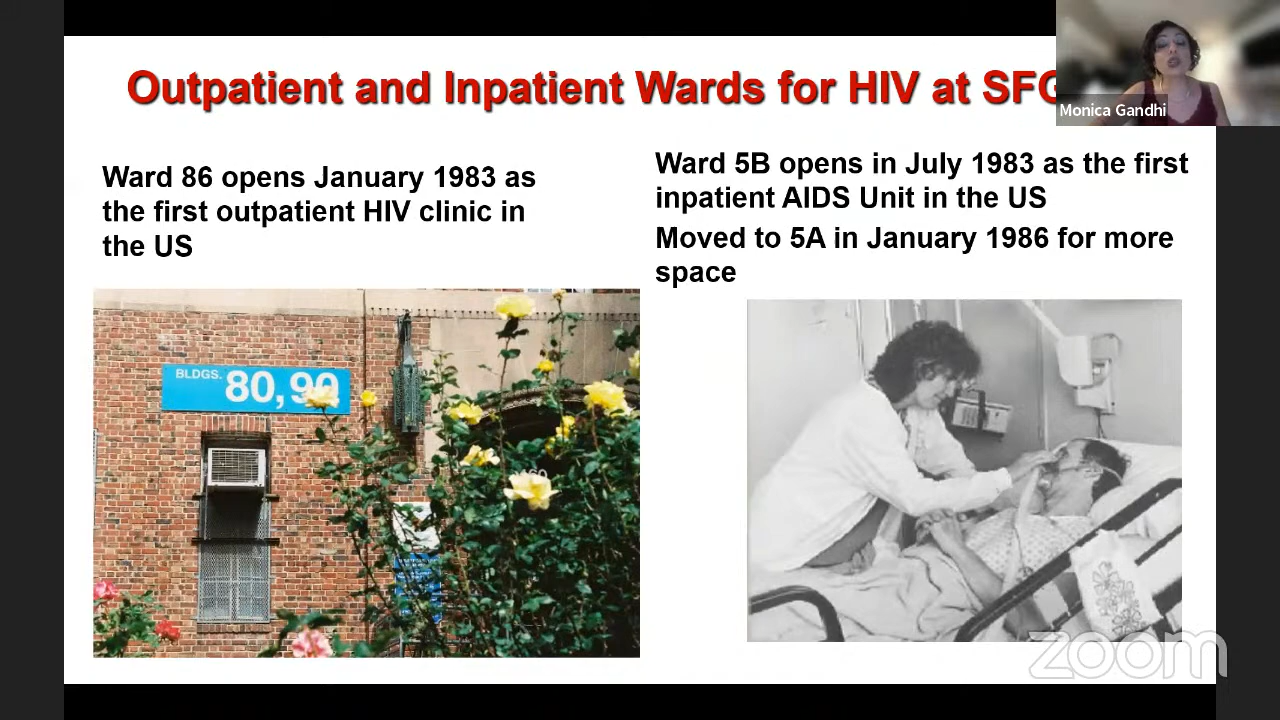 Outpatient and Inpatient Wards for HIV at SFG
Monica Gandhi
Ward 86 opens January 1983 as
the first outpatient HIV clinic in
the US
Ward 5B opens in July 1983 as the first
inpatient AIDS Unit in the US
Moved to 5A in January 1986 for more
space
BLDGS. 80,90
zoom